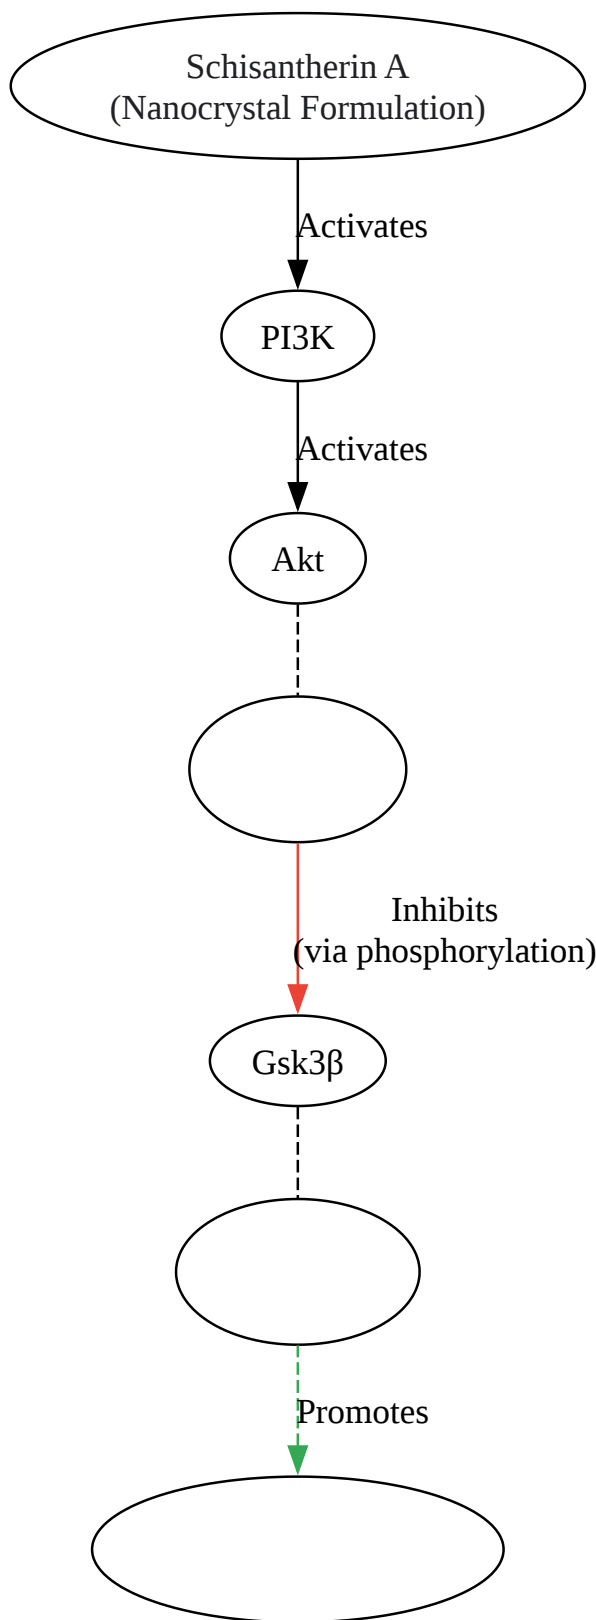 Schisantherin A
(Nanocrystal Formulation)
Activates
PI3K
Activates
Akt
Inhibits
(via phosphorylation)
Gsk3β
Promotes